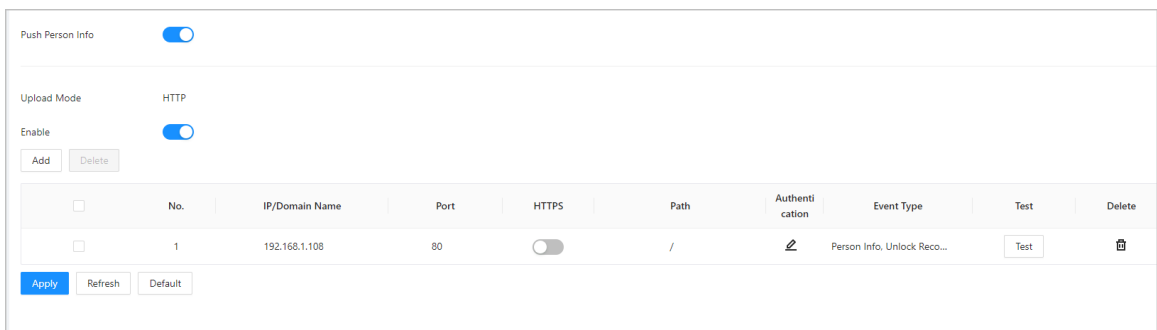 Push Person Info
Upload Mode HTTP
Enable
Add Delete
No. IP/Domain Name Port HTTPS Path Authenti
cation Event Type Test Delete
1 192.168.1.108 80 / Person Info, Unlock Reco... Test
Apply Refresh Default